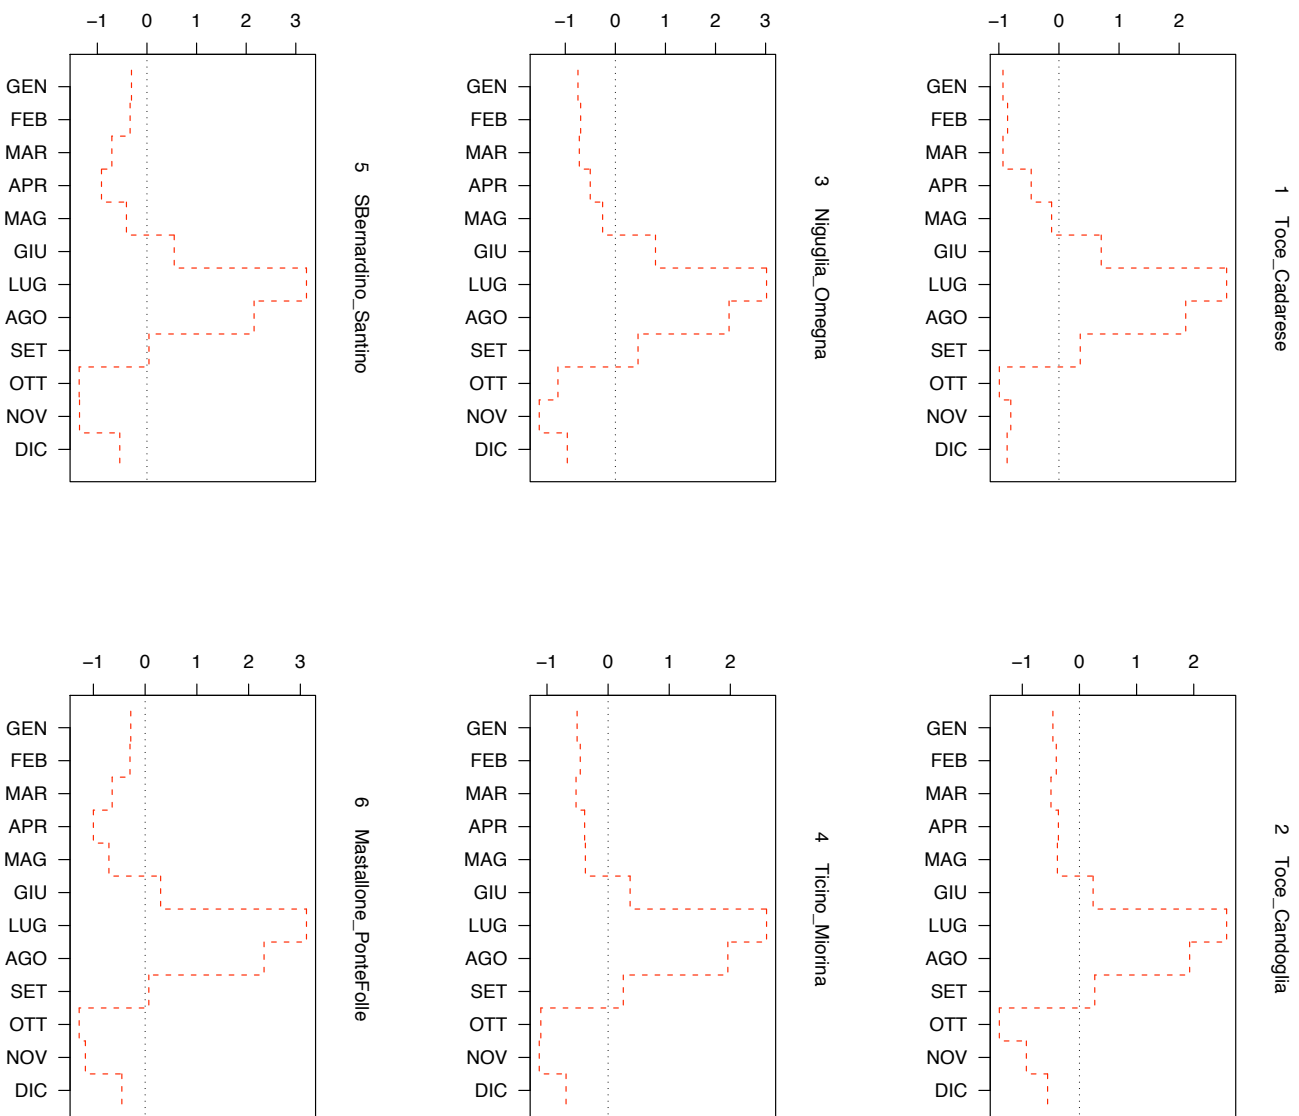 −1 0 1 2 3
GEN
FEB
MAR
APR
MAG
GIU
LUG
AGO
SET
OTT
NOV
DIC
5 SBernardino_Santino
−1 0 1 2 3
GEN
FEB
MAR
APR
MAG
GIU
LUG
AGO
SET
OTT
NOV
DIC
3 Niguglia_Omegna
−1 0 1 2
GEN
FEB
MAR
APR
MAG
GIU
LUG
AGO
SET
OTT
NOV
DIC
1 Toce_Cadarese
−1 0 1 2 3
GEN
FEB
MAR
APR
MAG
GIU
LUG
AGO
SET
OTT
NOV
DIC
6 Mastallone_PonteFolle
−1 0 1 2
GEN
FEB
MAR
APR
MAG
GIU
LUG
AGO
SET
OTT
NOV
DIC
4 Ticino_Miorina
−1 0 1 2
GEN
FEB
MAR
APR
MAG
GIU
LUG
AGO
SET
OTT
NOV
DIC
2 Toce_Candoglia